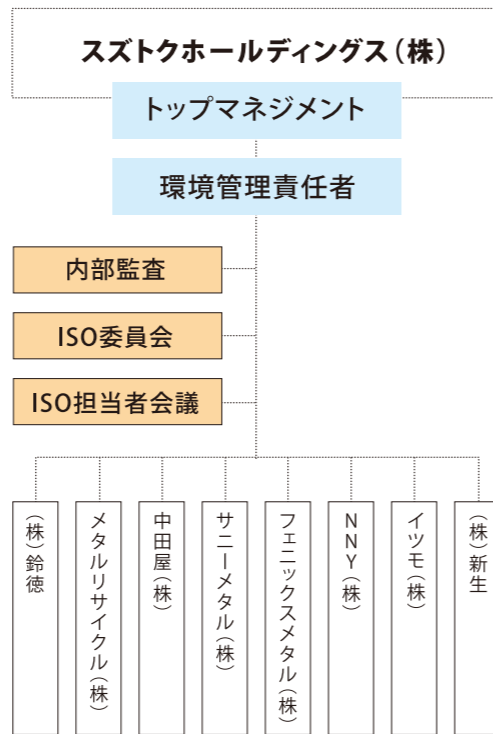 スズトクホールディングス（株）
トップマネジメント
環境管理責任者
内部監査
ISO委員会
ISO担当者会議
（株）鈴徳
メタルリサイクル（株）
中田屋（株）
サニーメタル（株）
フェニックスメタル（株）
NNY（株）
イツモ（株）
（株）新生